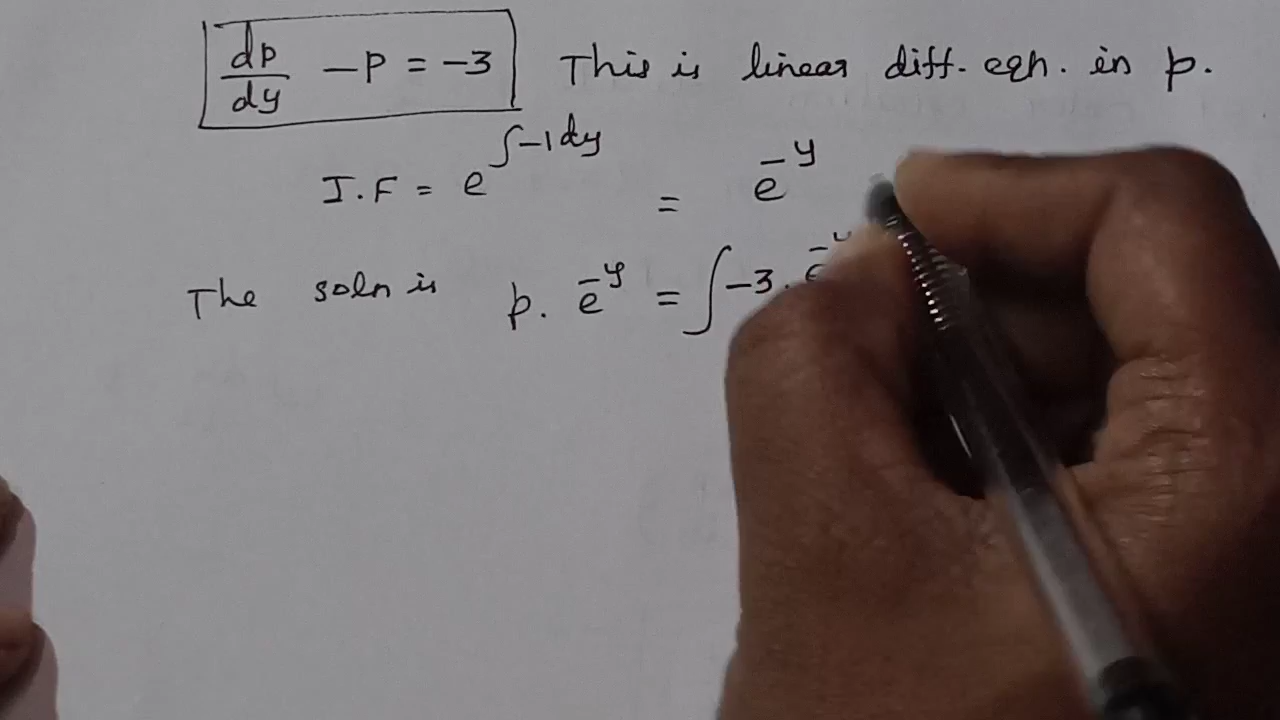 dp/dy - p = -3 This is linear diff. eqn. in p.
I.F = e^∫-1dy = e^-y
The soln is p. e^-y = ∫-3.